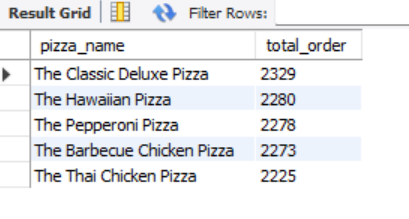 Result Grid Filter Rows:
pizza_name total_order
The Classic Deluxe Pizza 2329
The Hawaiian Pizza 2280
The Pepperoni Pizza 2278
The Barbecue Chicken Pizza 2273
The Thai Chicken Pizza 2225